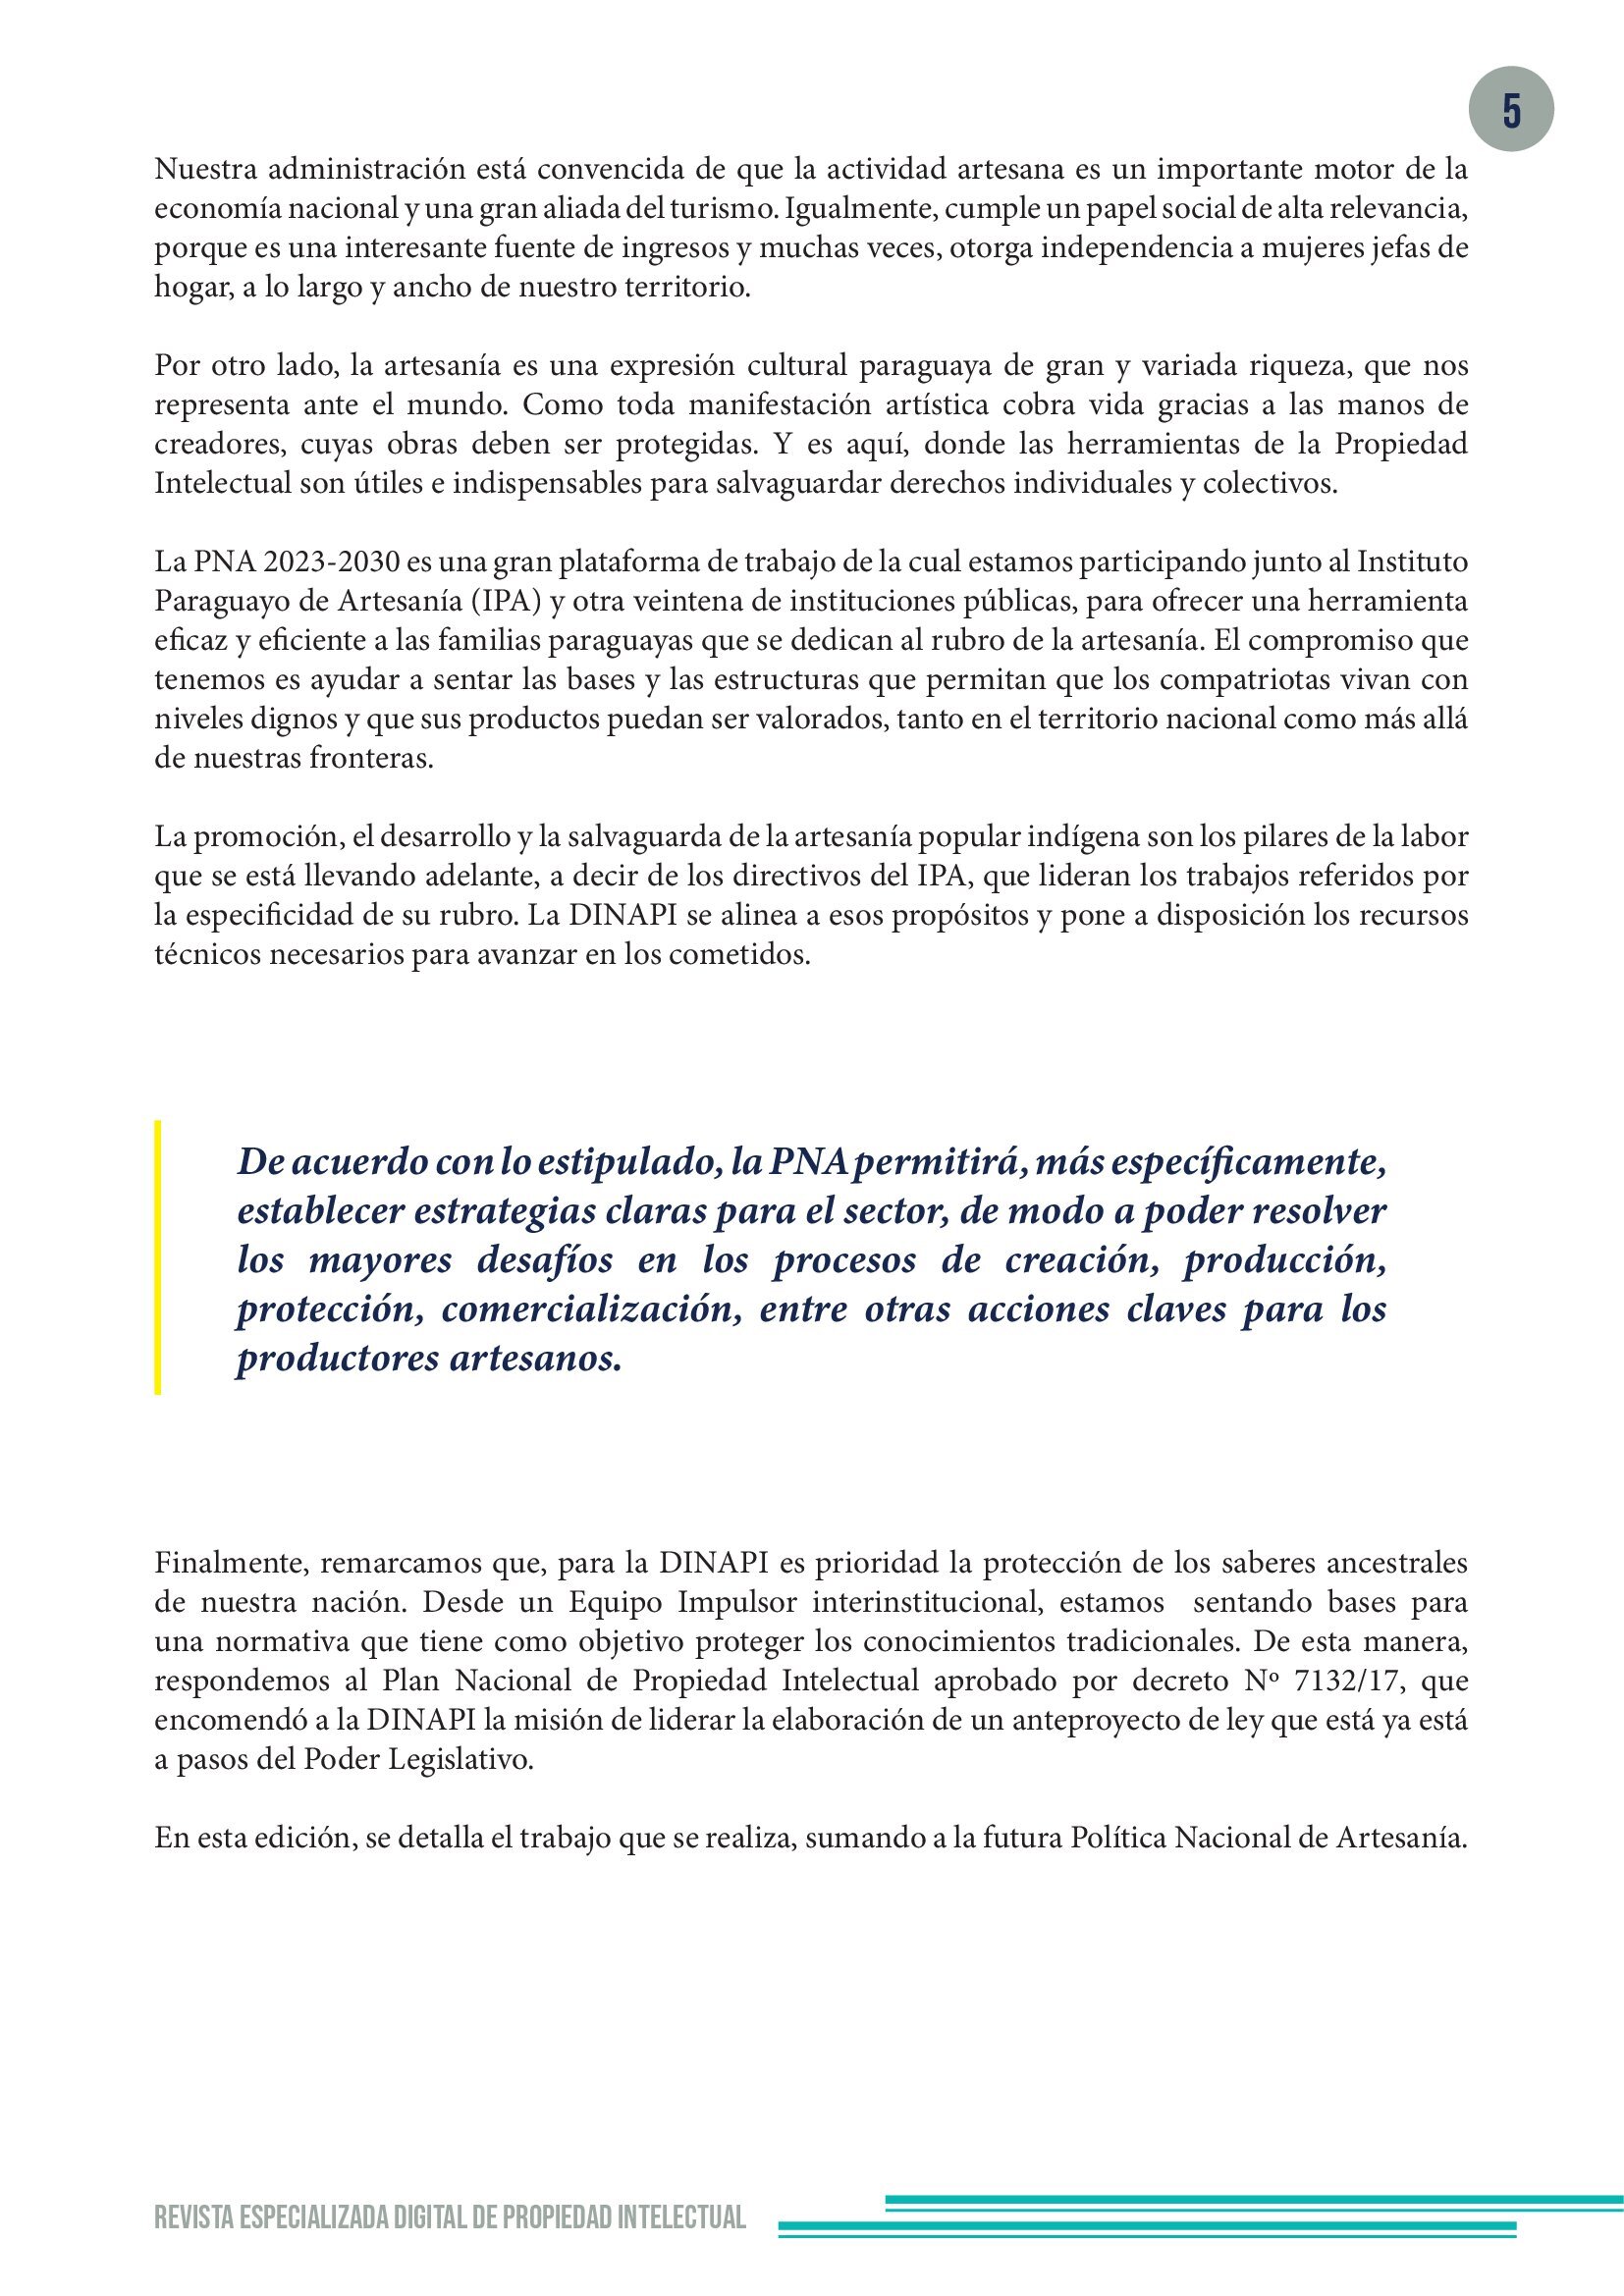 5
Nuestra administración está convencida de que la actividad artesana es un importante motor de la
economía nacional y una gran aliada del turismo. Igualmente, cumple un papel social de alta relevancia,
porque es una interesante fuente de ingresos y muchas veces, otorga independencia a mujeres jefas de
hogar, a lo largo y ancho de nuestro territorio.
Por otro lado, la artesanía es una expresión cultural paraguaya de gran y variada riqueza, que nos
representa ante el mundo. Como toda manifestación artística cobra vida gracias a las manos de
creadores, cuyas obras deben ser protegidas. Y es aquí, donde las herramientas de la Propiedad
Intelectual son útiles e indispensables para salvaguardar derechos individuales y colectivos.
La PNA 2023-2030 es una gran plataforma de trabajo de la cual estamos participando junto al Instituto
Paraguayo de Artesanía (IPA) y otra veintena de instituciones públicas, para ofrecer una herramienta
eficaz y eficiente a las familias paraguayas que se dedican al rubro de la artesanía. El compromiso que
tenemos es ayudar a sentar las bases y las estructuras que permitan que los compatriotas vivan con
niveles dignos y que sus productos puedan ser valorados, tanto en el territorio nacional como más allá
de nuestras fronteras.
La promoción, el desarrollo y la salvaguarda de la artesanía popular indígena son los pilares de la labor
que se está llevando adelante, a decir de los directivos del IPA, que lideran los trabajos referidos por
la especificidad de su rubro. La DINAPI se alinea a esos propósitos y pone a disposición los recursos
técnicos necesarios para avanzar en los cometidos.
De acuerdo con lo estipulado, la PNA permitirá, más específicamente,
establecer estrategias claras para el sector, de modo a poder resolver
los mayores desafíos en los procesos de creación, producción,
protección, comercialización, entre otras acciones claves para los
productores artesanos.
Finalmente, remarcamos que, para la DINAPI es prioridad la protección de los saberes ancestrales
de nuestra nación. Desde un Equipo Impulsor interinstitucional, estamos sentando bases para
una normativa que tiene como objetivo proteger los conocimientos tradicionales. De esta manera,
respondemos al Plan Nacional de Propiedad Intelectual aprobado por decreto Nº 7132/17, que
encomendó a la DINAPI la misión de liderar la elaboración de un anteproyecto de ley que está ya está
a pasos del Poder Legislativo.
En esta edición, se detalla el trabajo que se realiza, sumando a la futura Política Nacional de Artesanía.
REVISTA ESPECIALIZADA DIGITAL DE PROPIEDAD INTELECTUAL